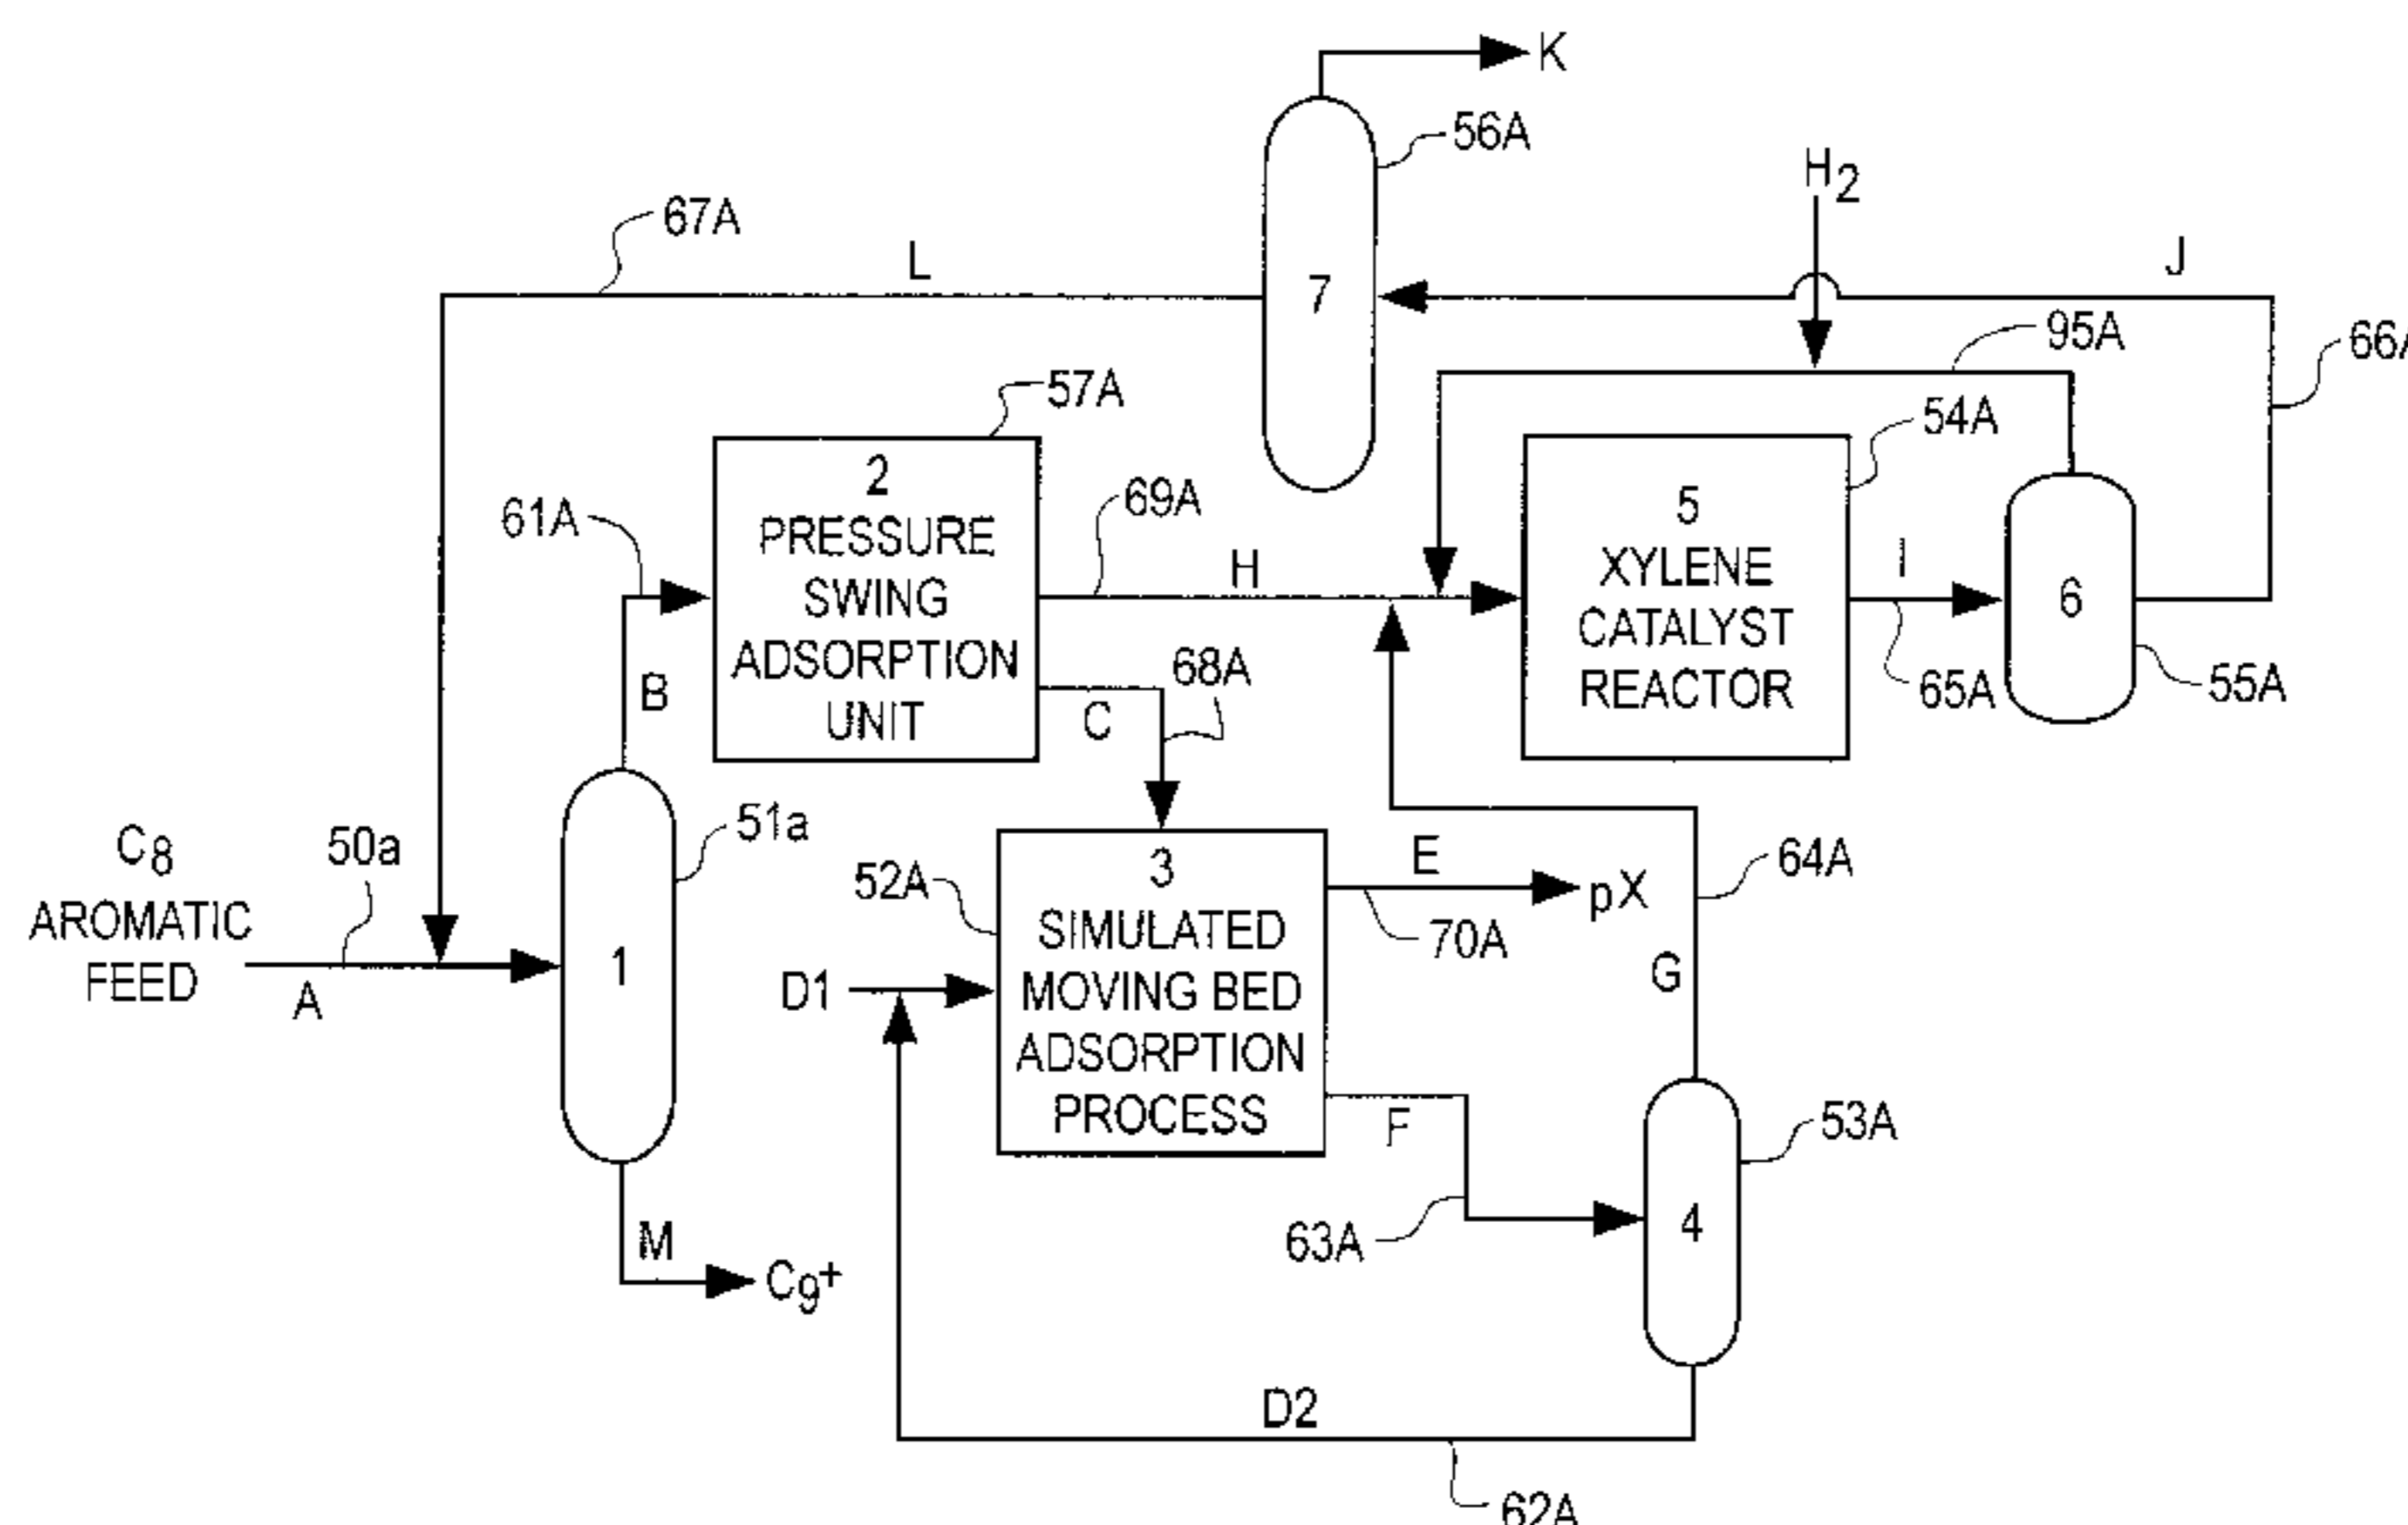 K
56A
H2
67A
L
7
J
95A
66A
57A
54A
2
PRESSURE
SWING
ADSORPTION
UNIT
61A
69A
H
5
XYLENE
CATALYST
REACTOR
I
6
B
C
68A
65A
55A
C8
AROMATIC
FEED
50a
51a
A
1
52A
3
SIMULATED
MOVING BED
ADSORPTION
PROCESS
E
pX
70A
64A
G
D1
F
53A
4
63A
M
C9+
D2
62A